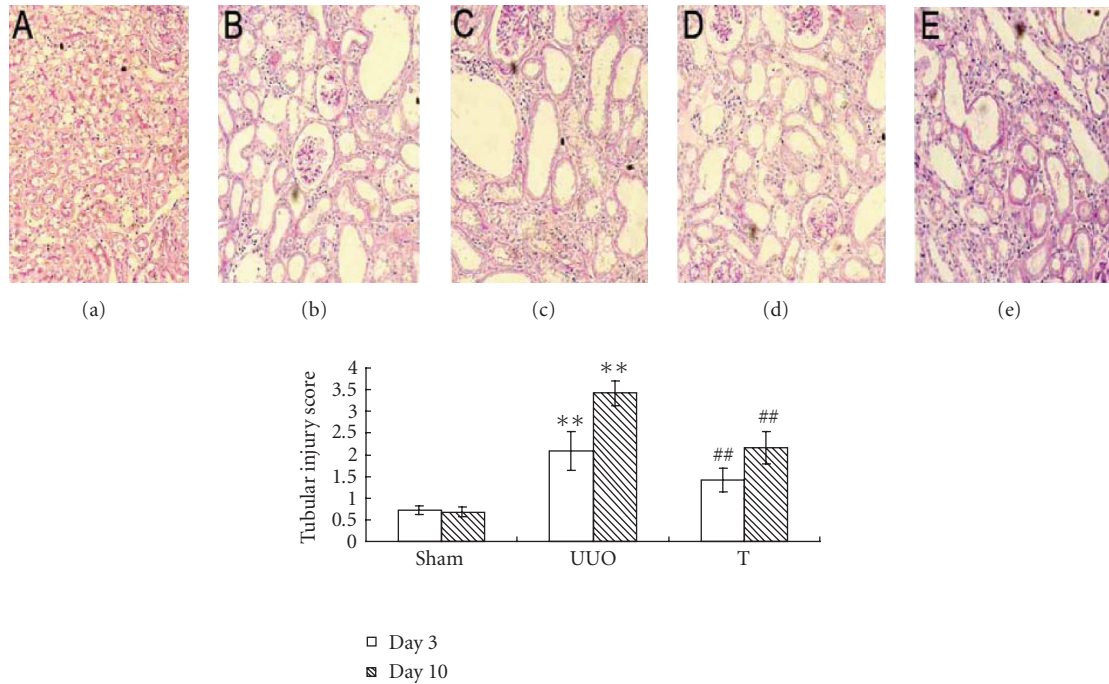 A B C D E
(a) (b) (c) (d) (e)
Tubular injury score
4
3.5
3
2.5
2
1.5
1
0.5
0
**
**
##
##
Sham UUO T
Day 3
Day 10